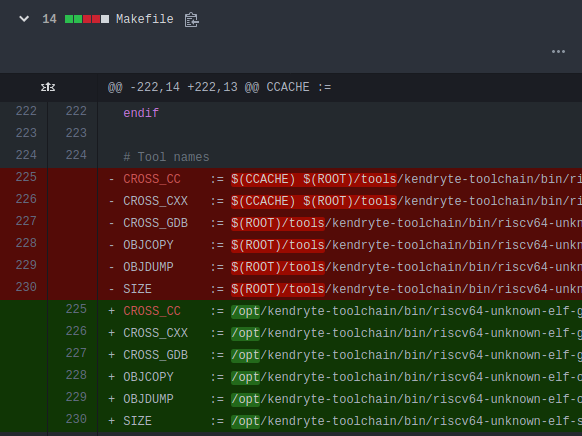 14 Makefile
@@ -222,14 +222,13 @@ CCACHE :=
222 222 endif
223 223
224 224 # Tool names
225 - CROSS_CC := $(CCACHE) $(ROOT)/tools/kendryte-toolchain/bin/ri
226 - CROSS_CXX := $(CCACHE) $(ROOT)/tools/kendryte-toolchain/bin/ri
227 - CROSS_GDB := $(ROOT)/tools/kendryte-toolchain/bin/riscv64-unkn
228 - OBJCOPY := $(ROOT)/tools/kendryte-toolchain/bin/riscv64-unkn
229 - OBJDUMP := $(ROOT)/tools/kendryte-toolchain/bin/riscv64-unkn
230 - SIZE := $(ROOT)/tools/kendryte-toolchain/bin/riscv64-unkn
225 + CROSS_CC := /opt/kendryte-toolchain/bin/riscv64-unknown-elf-g
226 + CROSS_CXX := /opt/kendryte-toolchain/bin/riscv64-unknown-elf-g
227 + CROSS_GDB := /opt/kendryte-toolchain/bin/riscv64-unknown-elf-g
228 + OBJCOPY := /opt/kendryte-toolchain/bin/riscv64-unknown-elf-o
229 + OBJDUMP := /opt/kendryte-toolchain/bin/riscv64-unknown-elf-o
230 + SIZE := /opt/kendryte-toolchain/bin/riscv64-unknown-elf-s